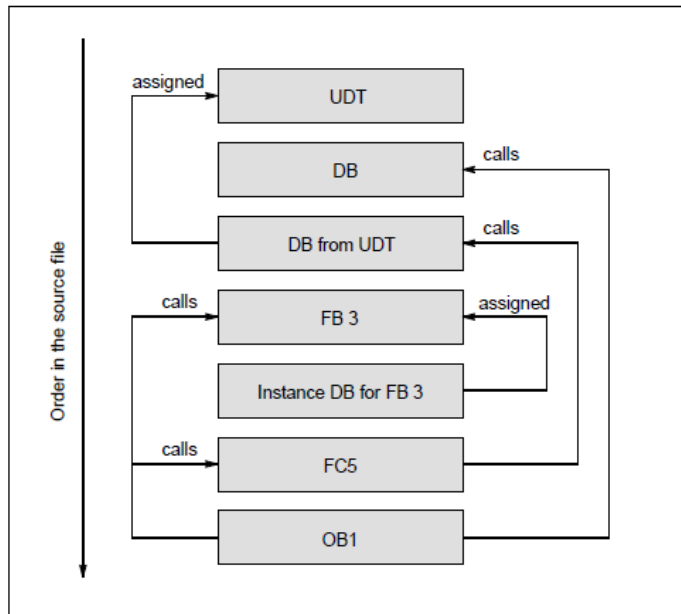 assigned
UDT
calls
DB
calls
DB from UDT
calls
assigned
FB 3
Instance DB for FB 3
calls
FC5
OB1
Order in the source file